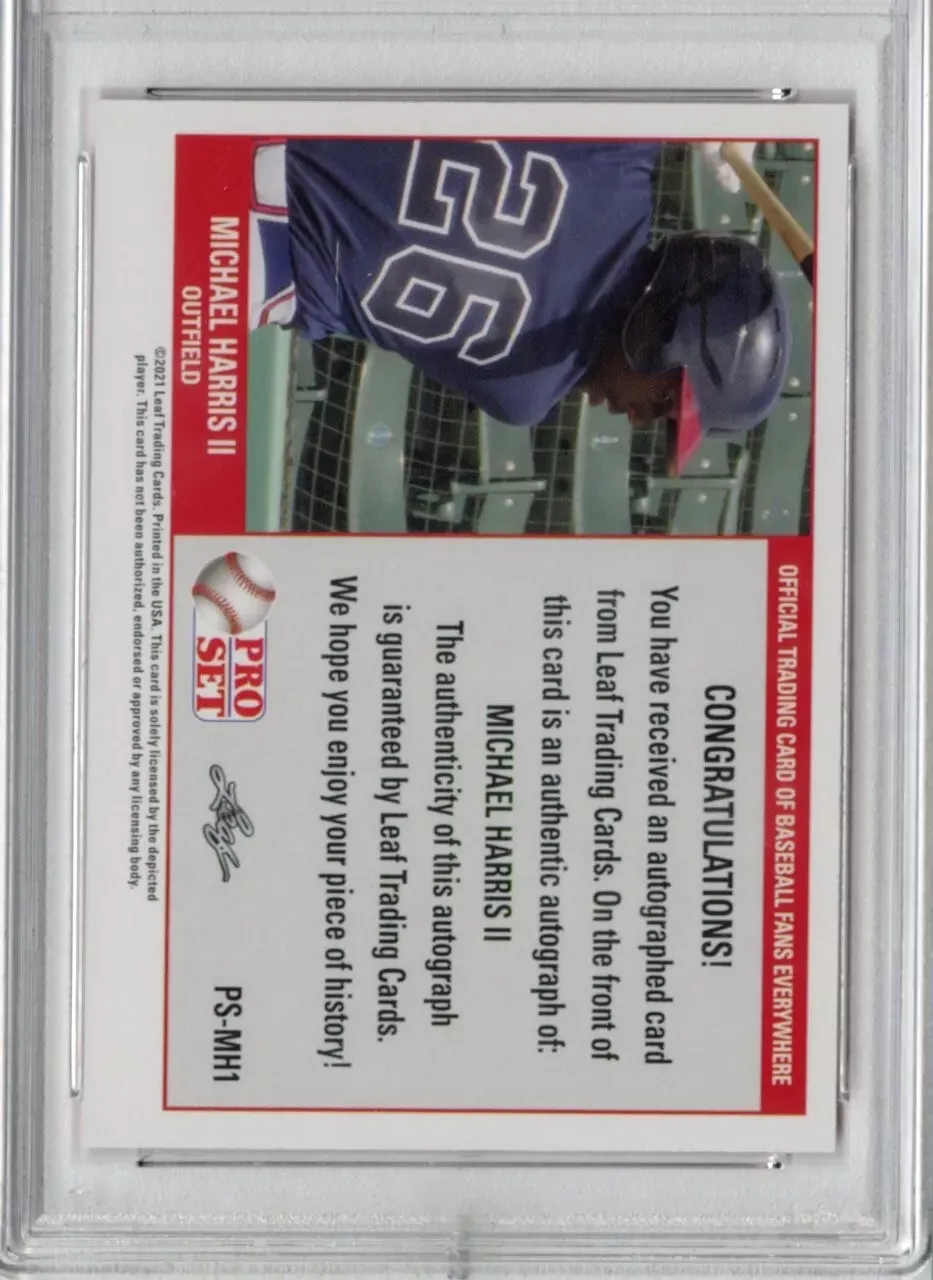 OFFICIAL TRADING CARD OF BASEBALL FANS EVERYWHERE
26
MICHAEL HARRIS II
OUTFIELD
CONGRATULATIONS!
You have received an autographed card
from Leaf Trading Cards. On the front of
this card is an authentic autograph of:
MICHAEL HARRIS II
The authenticity of this autograph
is guaranteed by Leaf Trading Cards.
We hope you enjoy your piece of history!
PRO
SET
Leaf
PS-MH1
©2021 Leaf Trading Cards. Printed in the USA. This card is solely licensed by the depicted
player. This card has not been authorized, endorsed or approved by any licensing body.